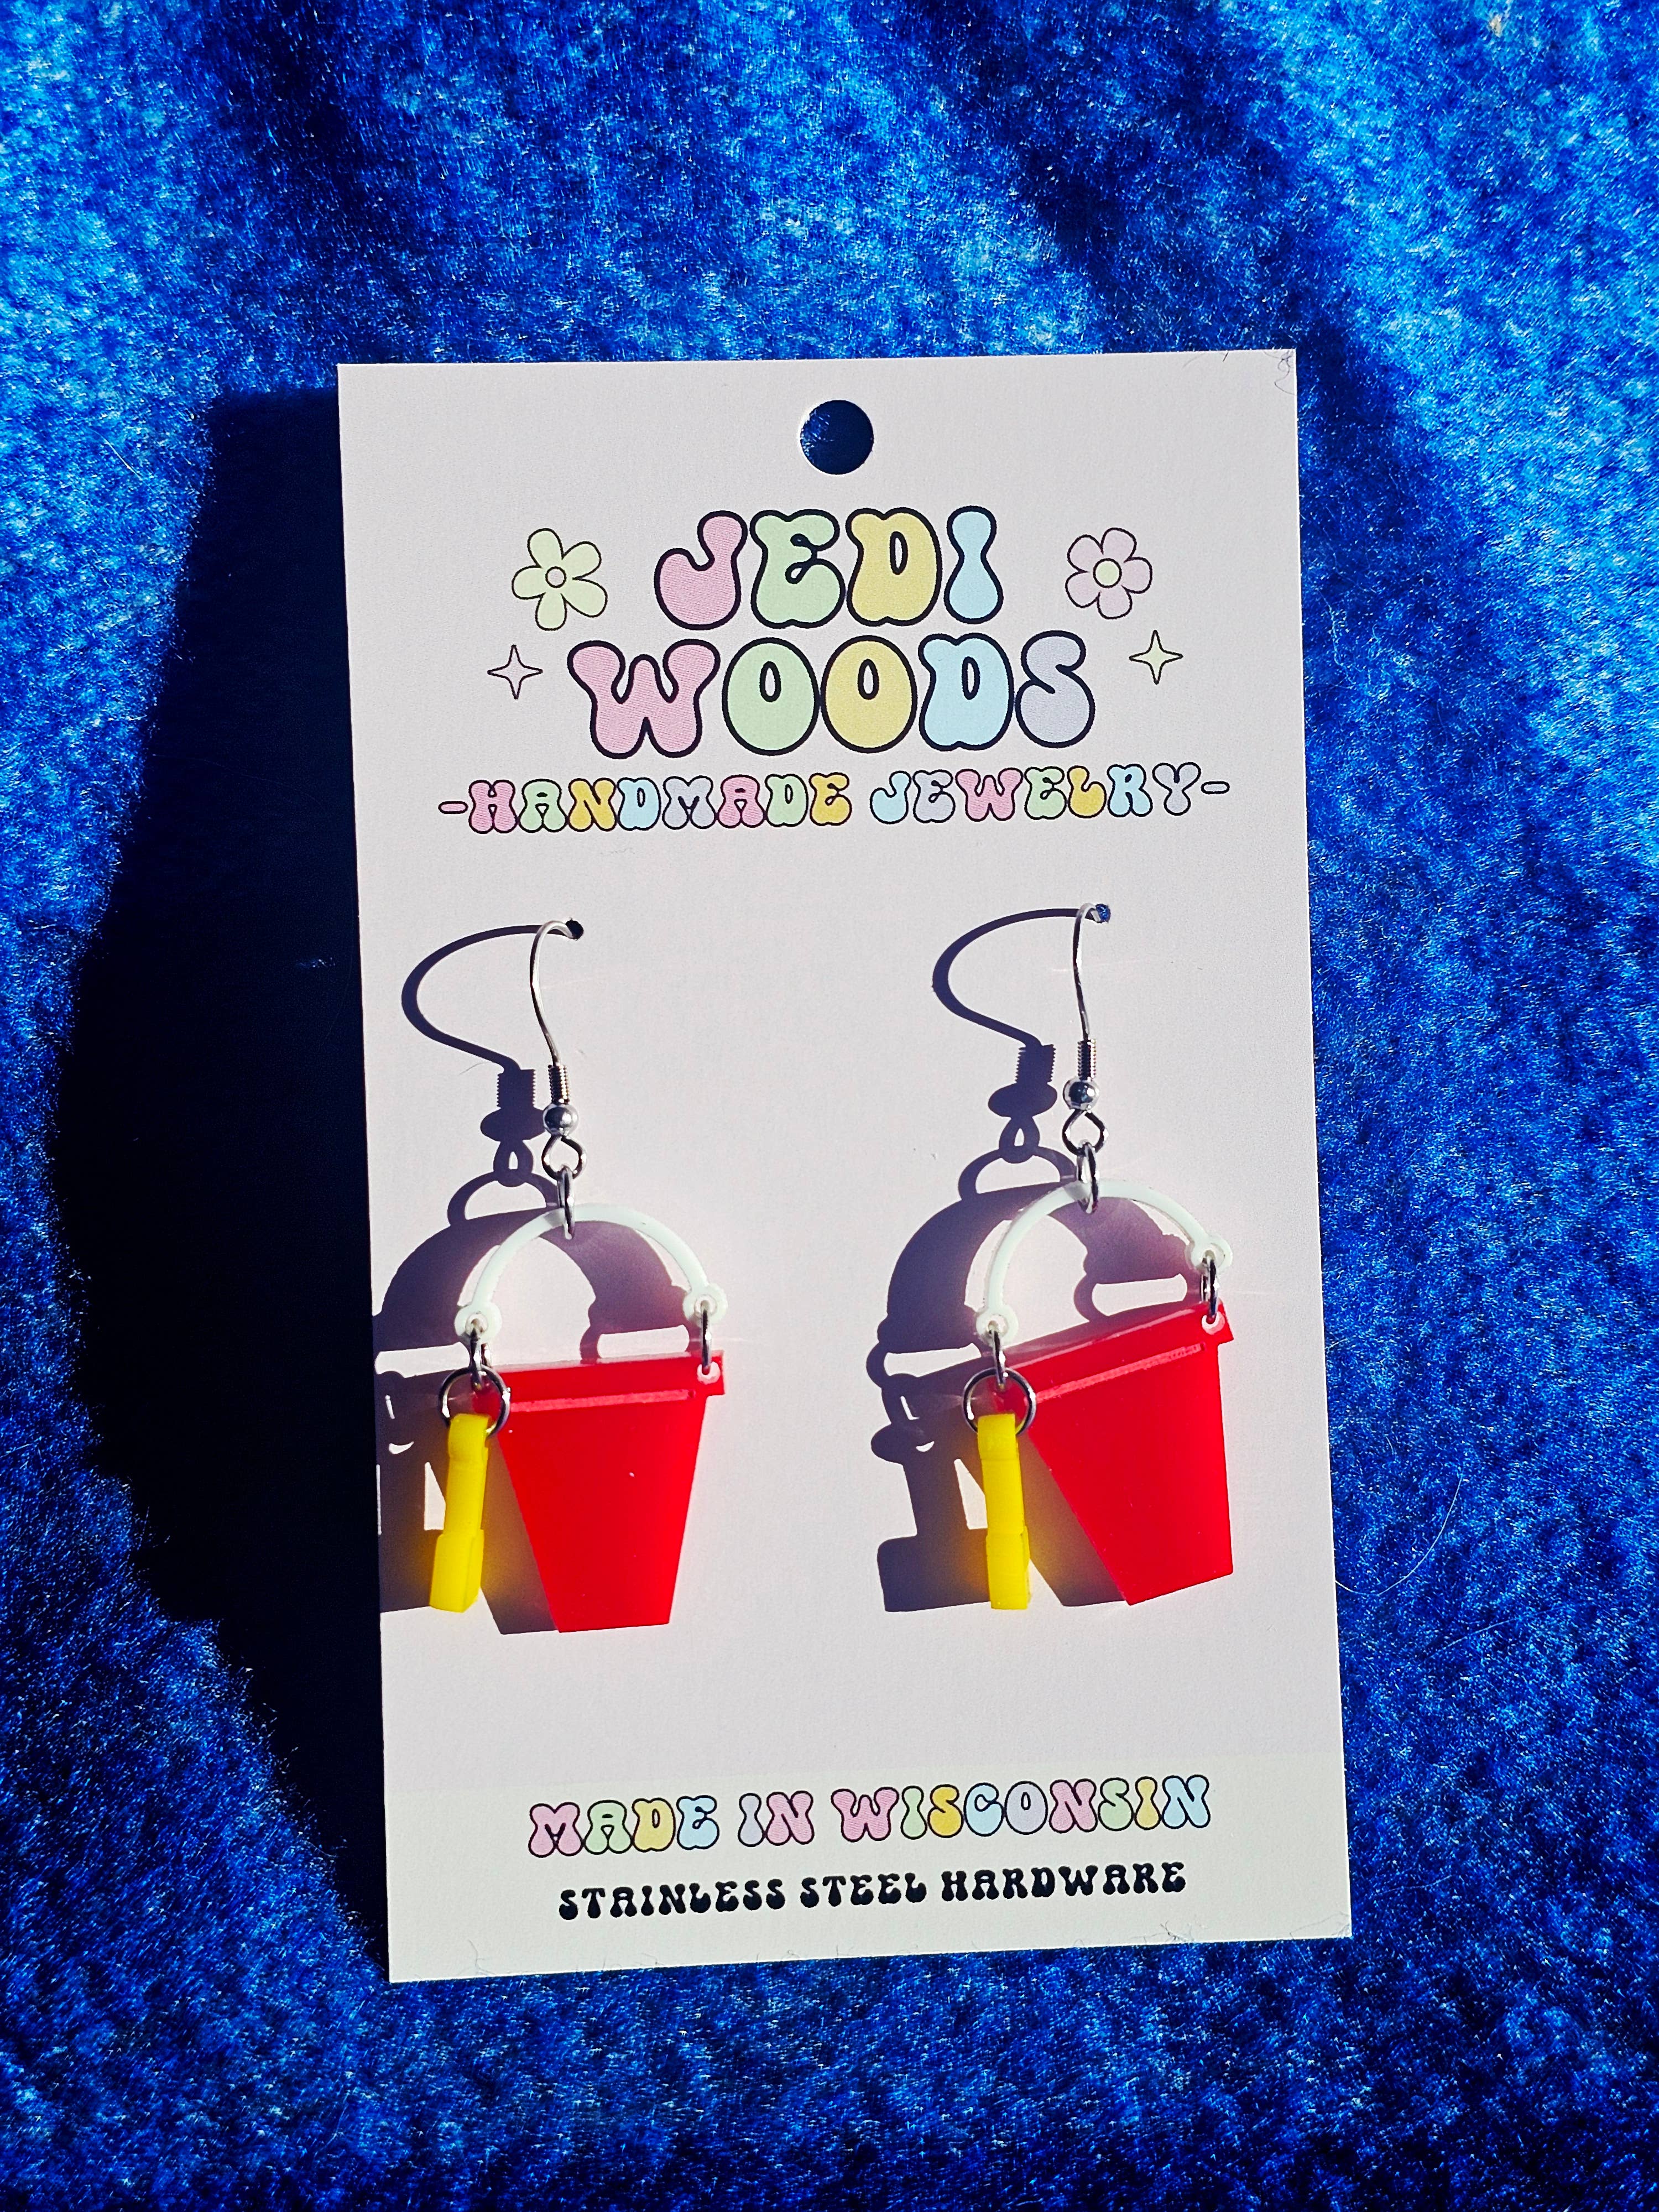 JEDI
WOODS
-HANDMADE JEWELRY-
MADE IN WISCONSIN
STAINLESS STEEL HARDWARE